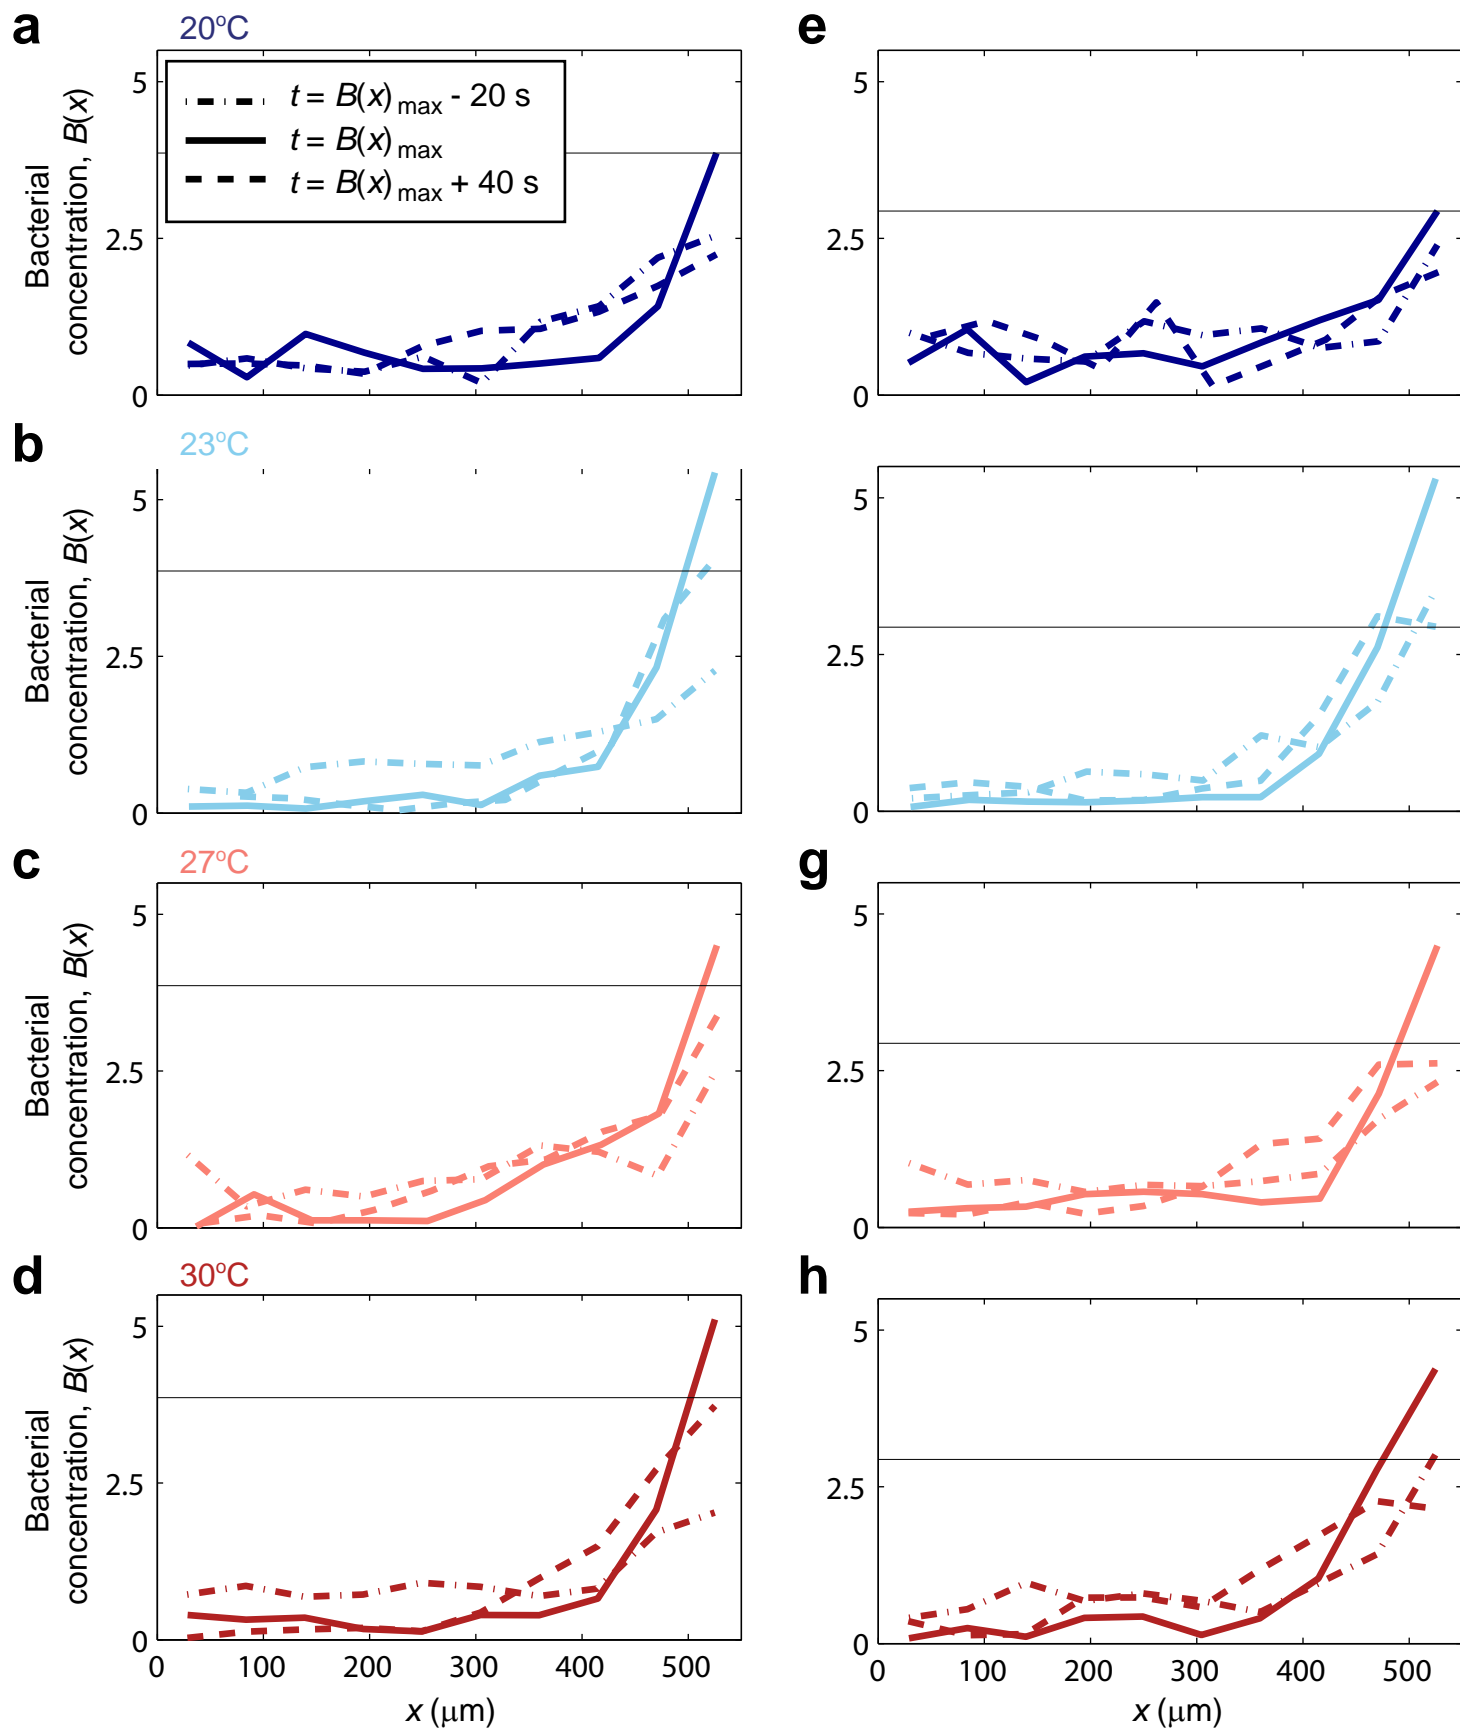 a
20ºC
t = B(x) max - 20 s
t = B(x) max
t = B(x) max + 40 s
Bacterial
concentration, B(x)
5
2.5
0
e
5
2.5
0
b
23ºC
Bacterial
concentration, B(x)
5
2.5
0
5
2.5
0
c
27ºC
Bacterial
concentration, B(x)
5
2.5
0
g
5
2.5
0
d
30ºC
Bacterial
concentration, B(x)
5
2.5
0
0 100 200 300 400 500
x (μm)
h
5
2.5
0
0 100 200 300 400 500
x (μm)